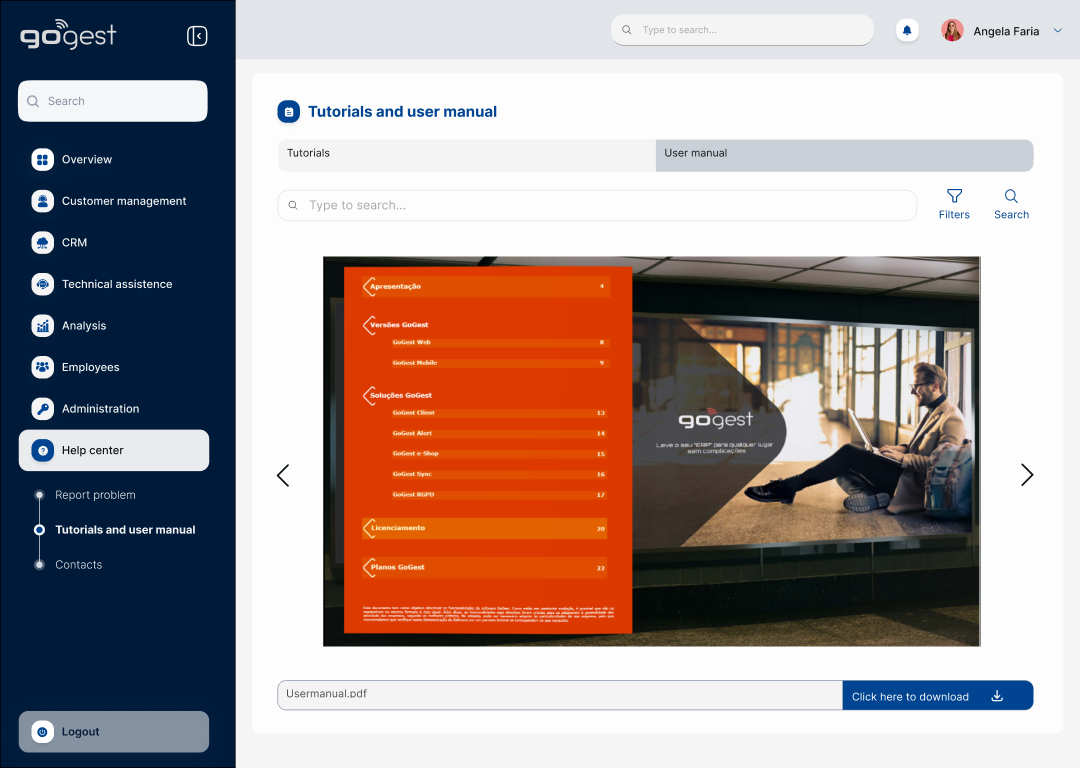 gogest
Type to search...
Angela Faria
Search
Overview
Customer management
CRM
Technical assistence
Analysis
Employees
Administration
Help center
Report problem
Tutorials and user manual
Contacts
Logout
Tutorials and user manual
Tutorials
User manual
Type to search...
Filters
Search
Apresentação 4
Versões GoGest
GoGest Web 8
GoGest Mobile 9
Soluções GoGest
GoGest Client 13
GoGest Alert 14
GoGest e-Shop 15
GoGest Sync 16
GoGest RGPD 17
Licenciamento 20
Planos GoGest 22
gogest
Leve o seu "ERP" para qualquer lugar
sem complicações
Usermanual.pdf
Click here to download